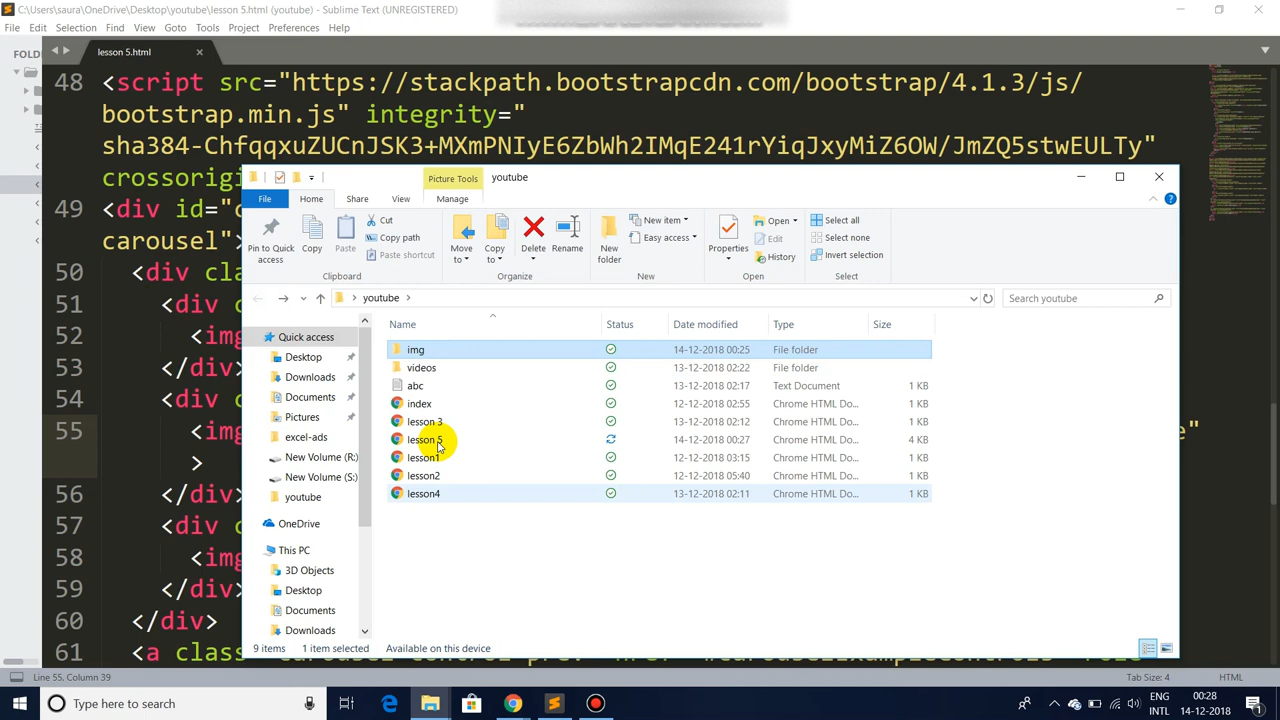 C:\Users\saura\OneDrive\Desktop\youtube\lesson 5.html (youtube) - Sublime Text (UNREGISTERED)
File Edit Selection Find View Goto Tools Project Preferences Help
FOLD
lesson 5.html
48 <script src="https://stackpath.bootstrapcdn.com/bootstrap/4.1.3/js/
bootstrap.min.js" integrity="
crossorig
49 <div id="c
carousel">
50 <div cla
51 <div c
52 <img
53 </div>
54 <div c
55 <img
>
56 </div>
57 <div c
58 <img
59 </div>
60 </div>
61 <a class
Picture Tools youtube
File Home Share View Manage
Pin to Quick access
Copy
Paste
Cut
Copy path
Paste shortcut
Clipboard
Move to
Copy to
Delete
Rename
Organize
New folder
New item
Easy access
New
Properties
Open
Edit
History
Open
Select all
Select none
Invert selection
Select
youtube
Search youtube
Name Status Date modified Type Size
img 14-12-2018 00:25 File folder
videos 13-12-2018 02:22 File folder
abc 13-12-2018 02:17 Text Document 1 KB
index 12-12-2018 02:55 Chrome HTML Do... 1 KB
lesson 3 13-12-2018 02:12 Chrome HTML Do... 1 KB
lesson 5 14-12-2018 00:27 Chrome HTML Do... 4 KB
lesson1 12-12-2018 03:15 Chrome HTML Do... 1 KB
lesson2 12-12-2018 05:40 Chrome HTML Do... 1 KB
lesson4 13-12-2018 02:11 Chrome HTML Do... 1 KB
Quick access
Desktop
Downloads
Documents
Pictures
excel-ads
New Volume (R:)
New Volume (S:)
youtube
OneDrive
This PC
3D Objects
Desktop
Documents
Downloads
9 items 1 item selected Available on this device
Line 55, Column 39 Tab Size: 4 HTML
Type here to search
ENG
INTL
00:28
14-12-2018
1